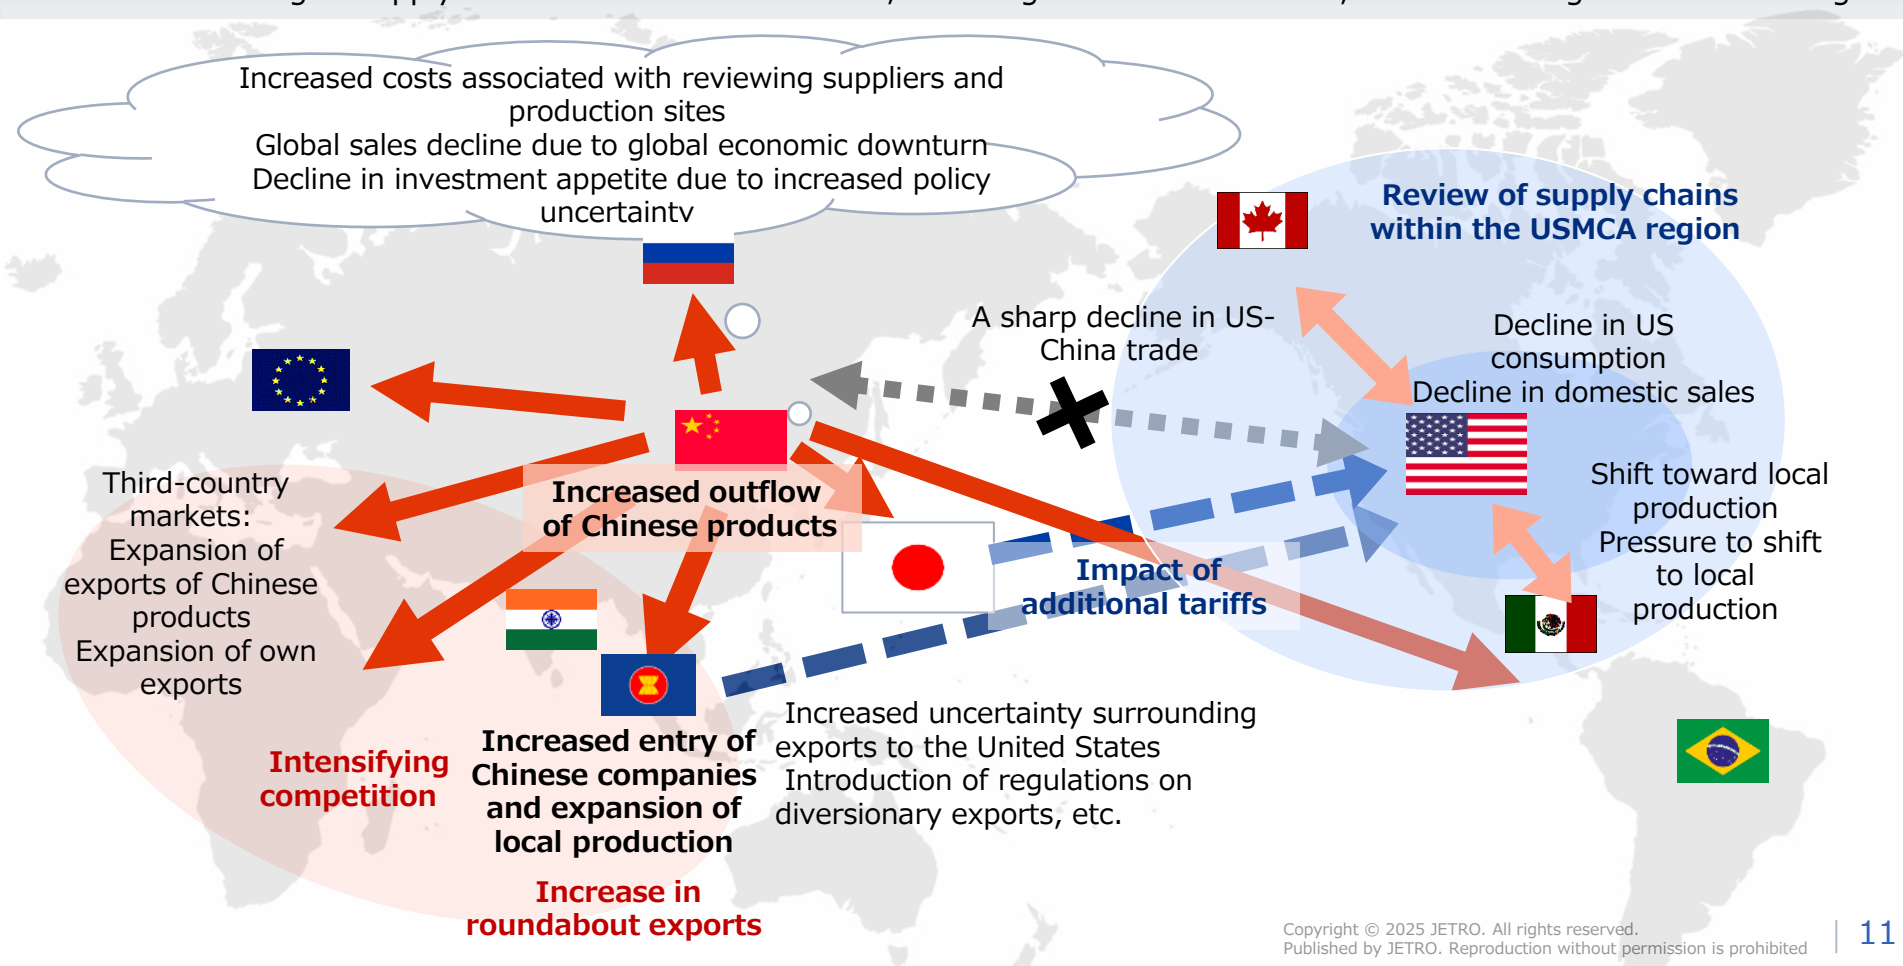 Increased costs associated with reviewing suppliers and
production sites
Global sales decline due to global economic downturn
Decline in investment appetite due to increased policy
uncertainty
Review of supply chains
within the USMCA region
A sharp decline in US-
China trade
Decline in US
consumption
Decline in domestic sales
Third-country
markets:
Expansion of
exports of Chinese
products
Expansion of own
exports
Increased outflow
of Chinese products
Shift toward local
production
Pressure to shift
to local
production
Impact of
additional tariffs
Intensifying
competition
Increased entry of
Chinese companies
and expansion of
local production
Increased uncertainty surrounding
exports to the United States
Introduction of regulations on
diversionary exports, etc.
Increase in
roundabout exports
Copyright © 2025 JETRO. All rights reserved.
Published by JETRO. Reproduction without permission is prohibited
11